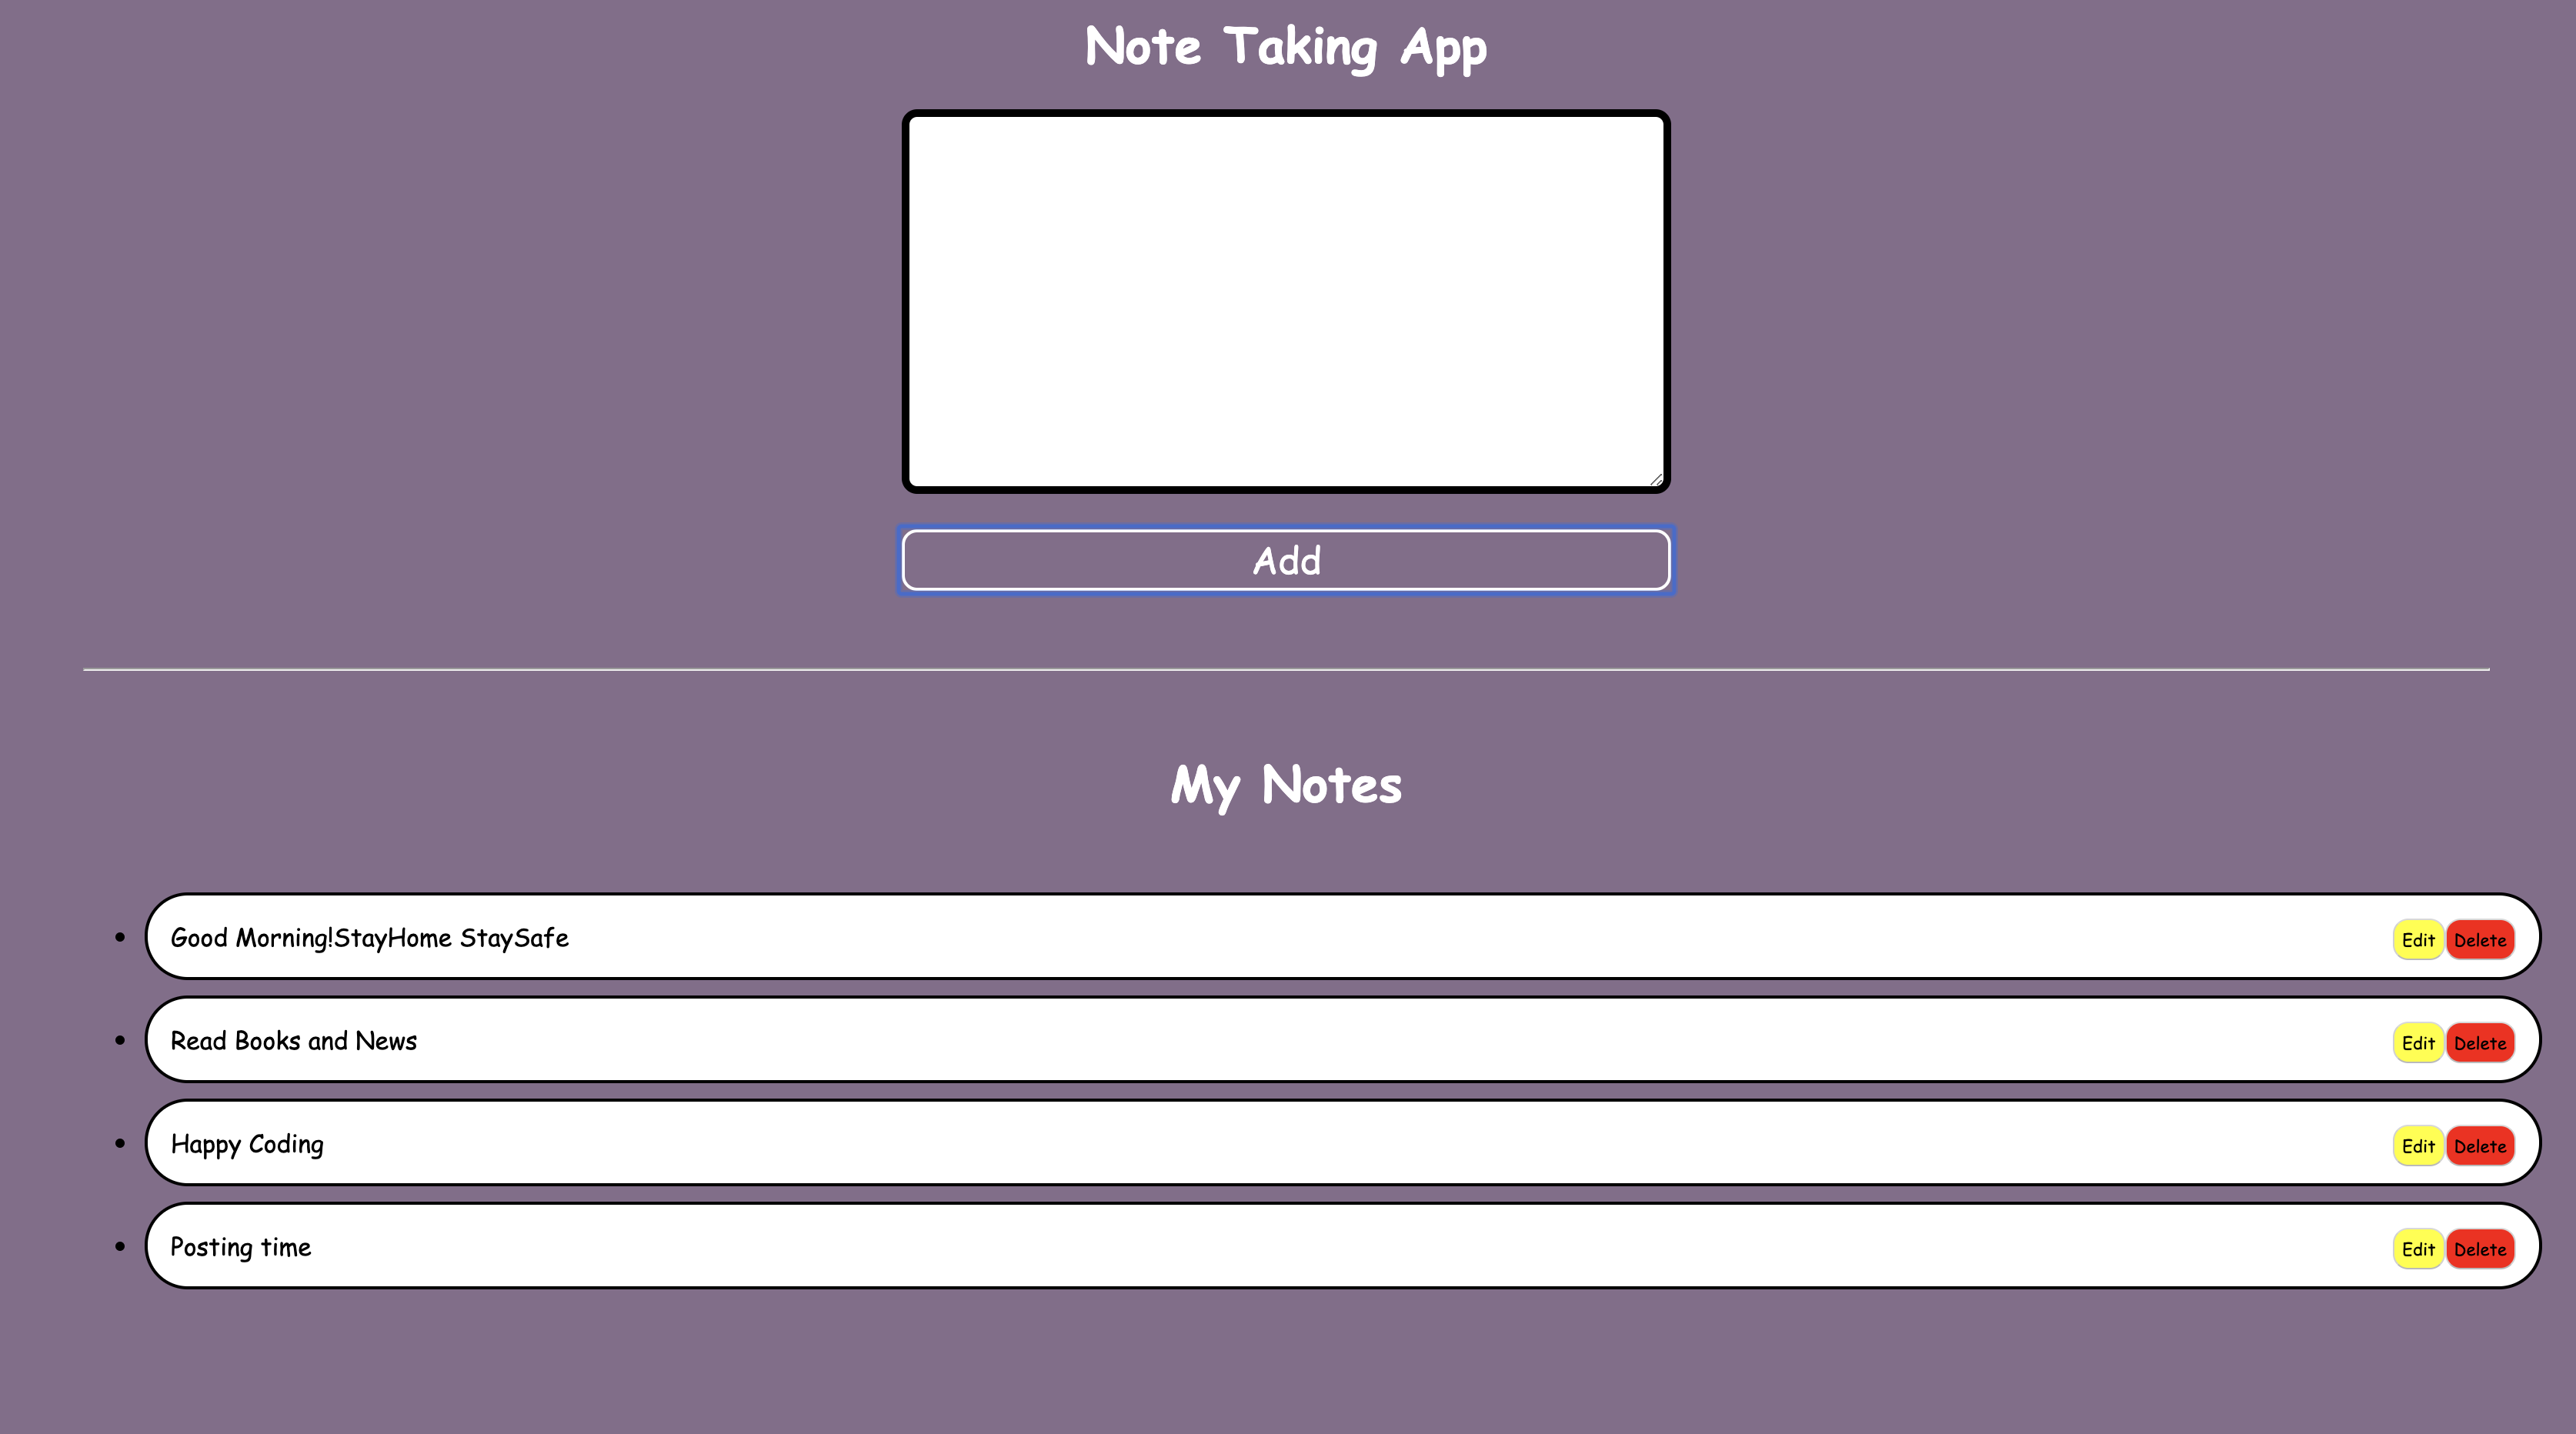 Note Taking App
Add
My Notes
Good Morning!StayHome StaySafe Edit Delete
Read Books and News Edit Delete
Happy Coding Edit Delete
Posting time Edit Delete